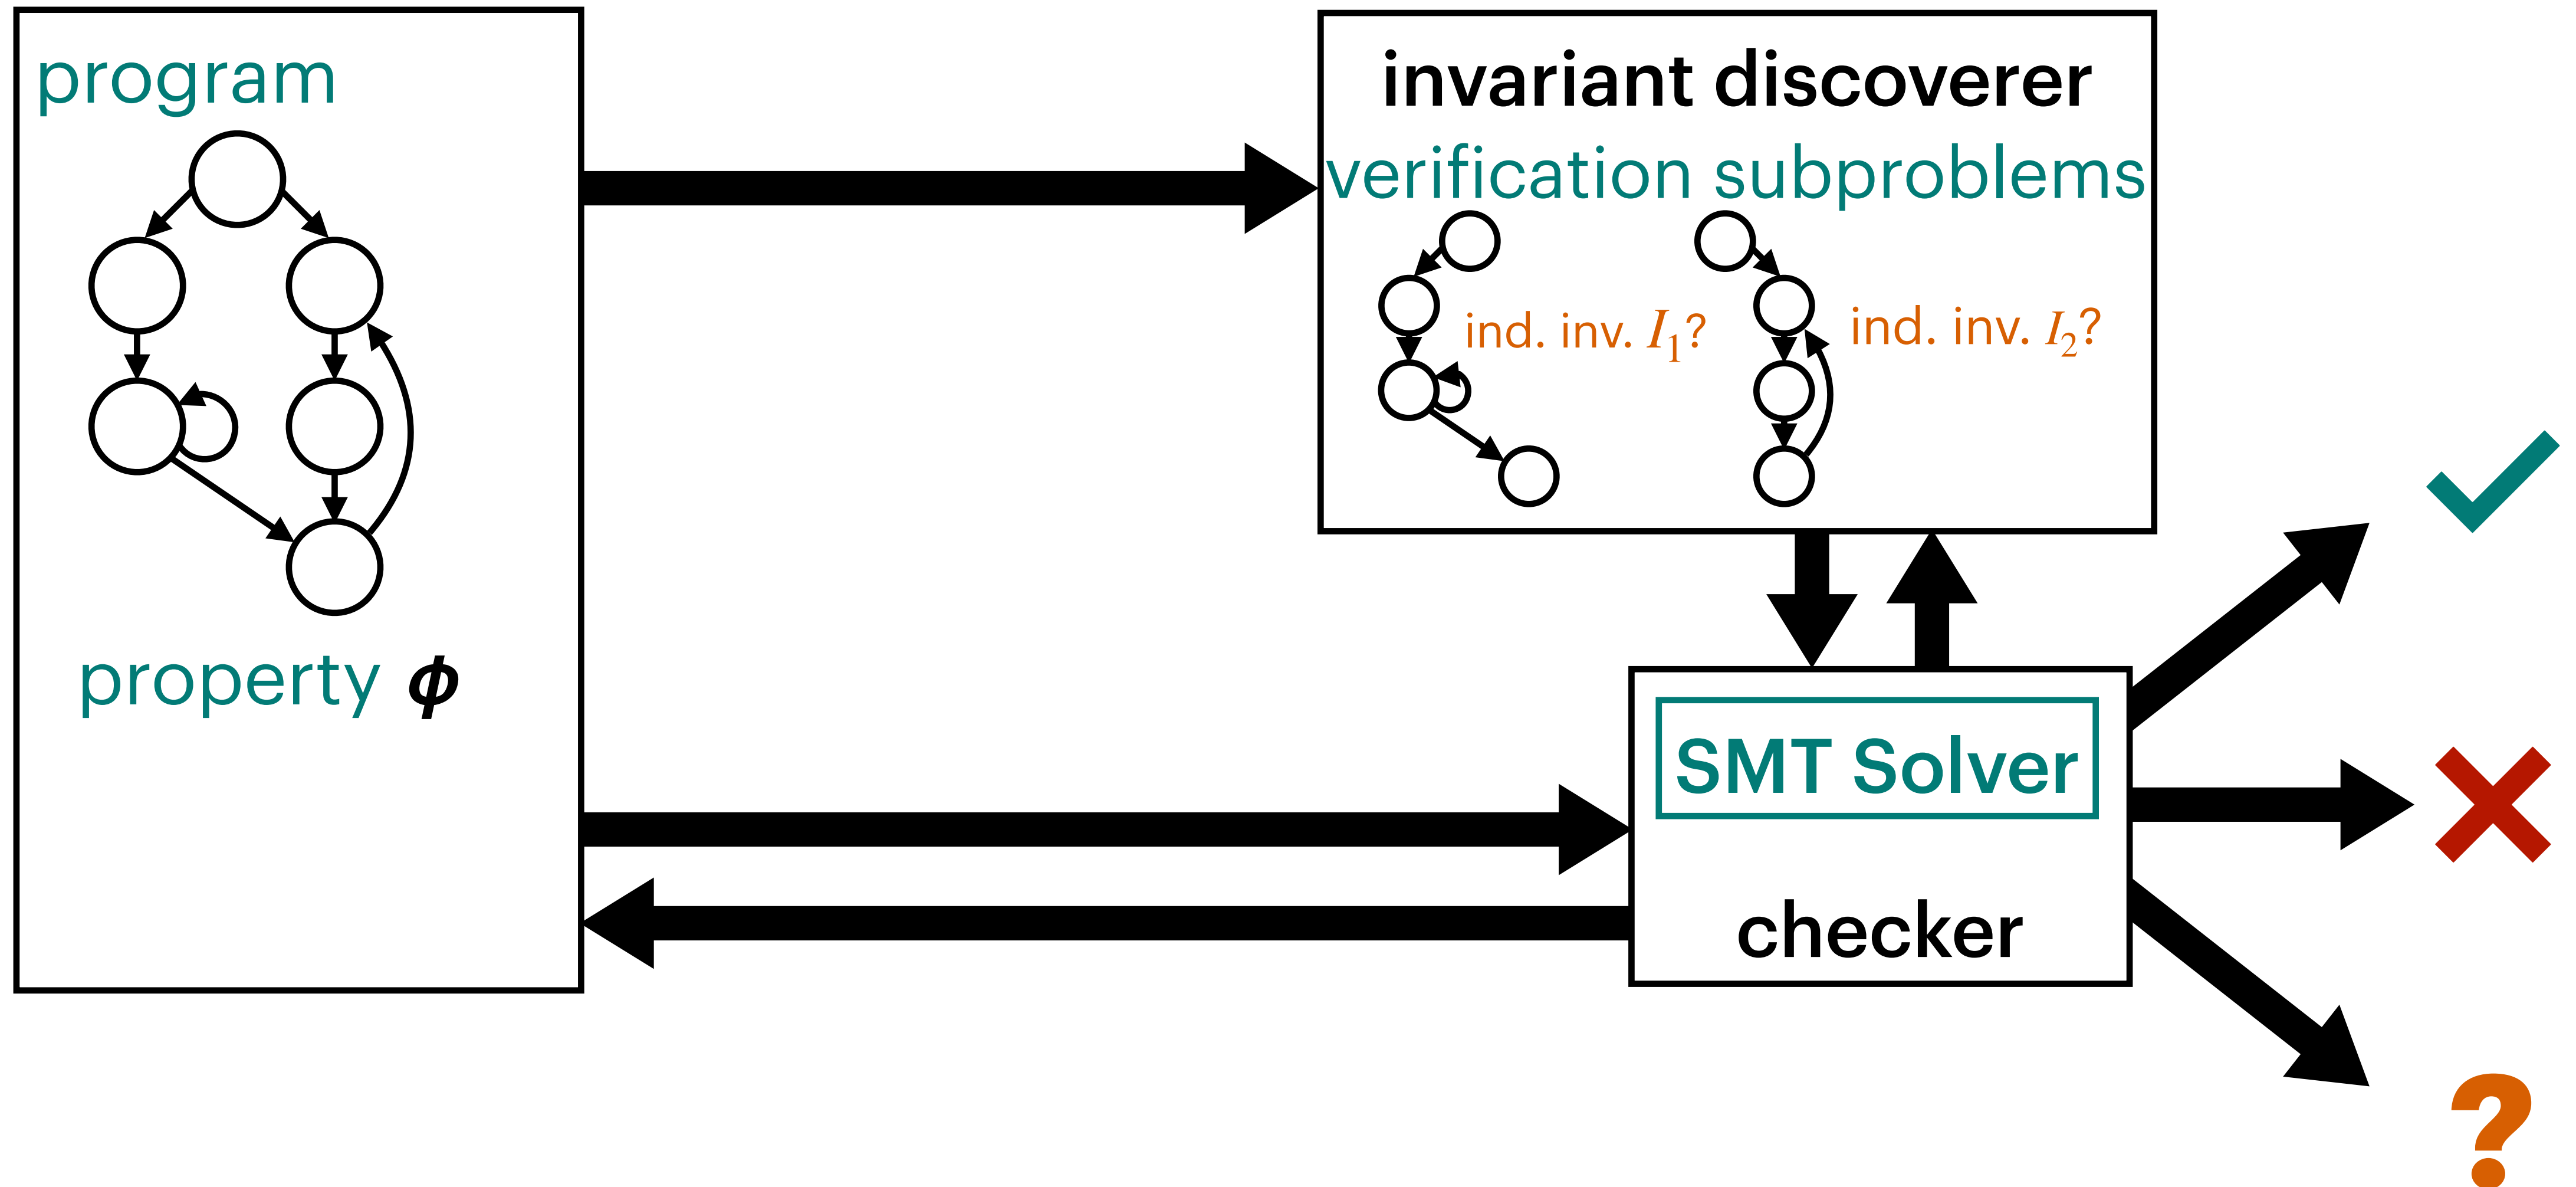 program
property ϕ
invariant discoverer
verification subproblems
ind. inv. I₁?
ind. inv. I₂?
SMT Solver
checker
?